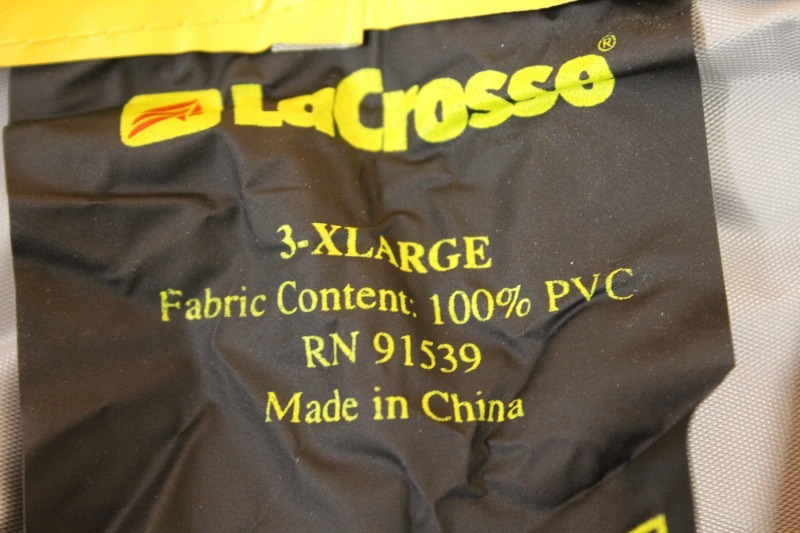 LaCrosse®
3-XLARGE
Fabric Content: 100% PVC
RN 91539
Made in China